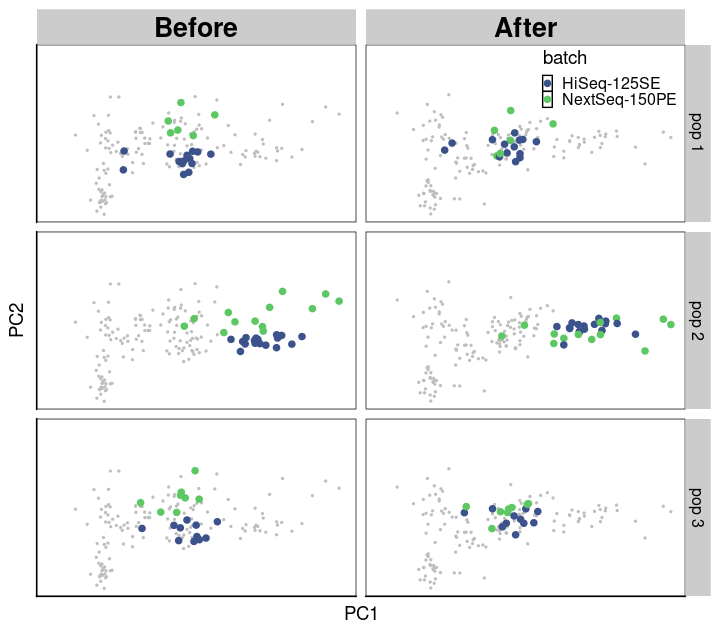 Before
After
batch
HiSeq-125SE
NextSeq-150PE
pop 1
pop 2
pop 3
PC2
PC1